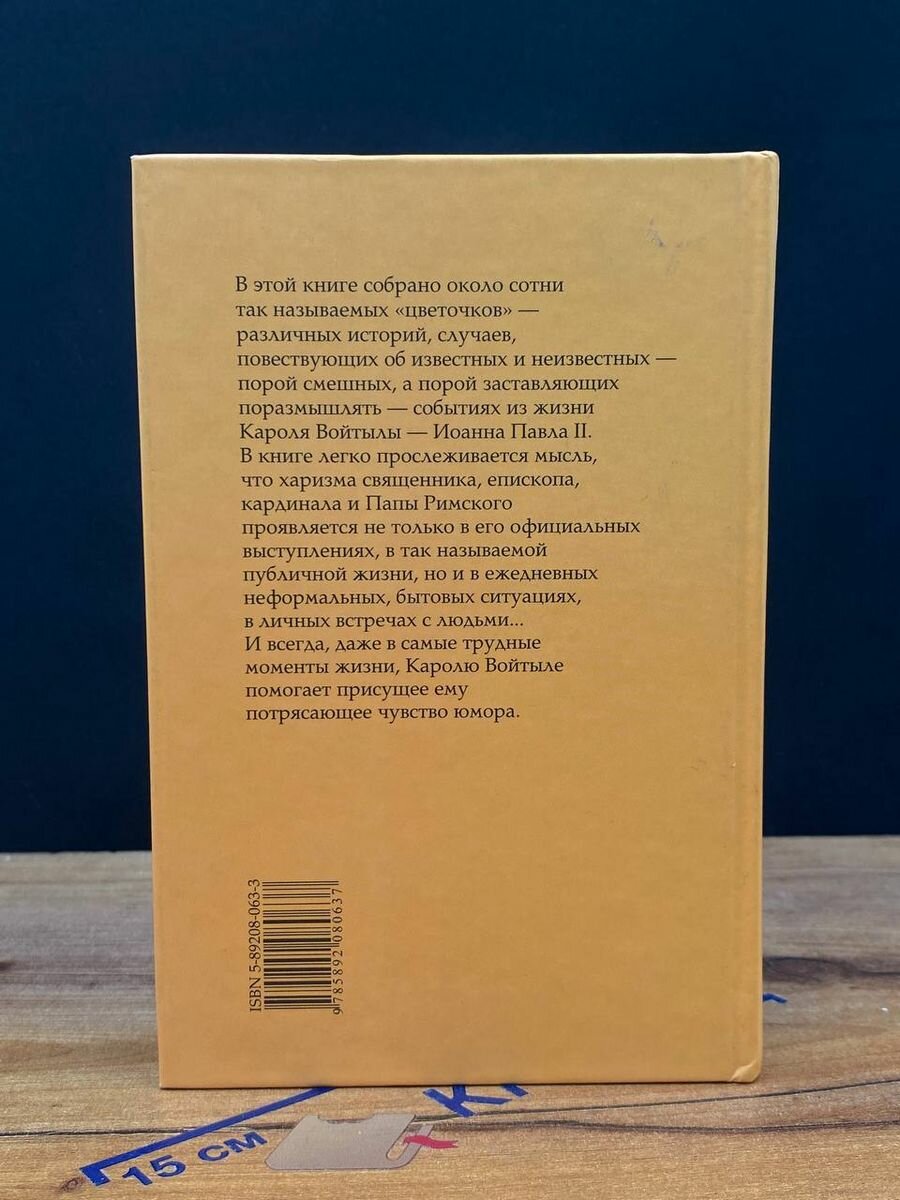 В этой книге собрано около сотни
так называемых «цветочков» —
различных историй, случаев,
повествующих об известных и неизвестных —
порой смешных, а порой заставляющих
поразмышлять — событиях из жизни
Кароля Войтылы — Иоанна Павла II.
В книге легко прослеживается мысль,
что харизма священника, епископа,
кардинала и Папы Римского
проявляется не только в его официальных
выступлениях, в так называемой
публичной жизни, но и в ежедневных
неформальных, бытовых ситуациях,
в личных встречах с людьми...
И всегда, даже в самые трудные
моменты жизни, Каролю Войтыле
помогает присущее ему
потрясающее чувство юмора.
ISBN 5-89208-063-3
9785892080637
15 см